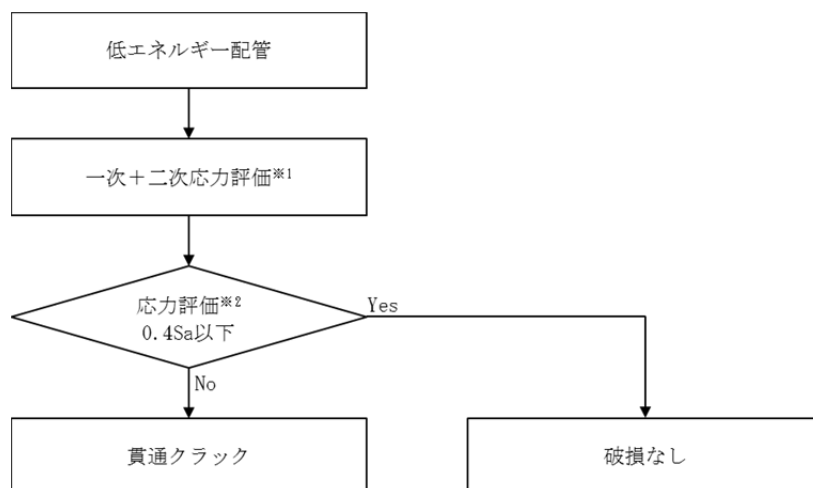 低エネルギー配管
一次＋二次応力評価※1
応力評価※2
0.4Sa以下
Yes
No
貫通クラック
破損なし